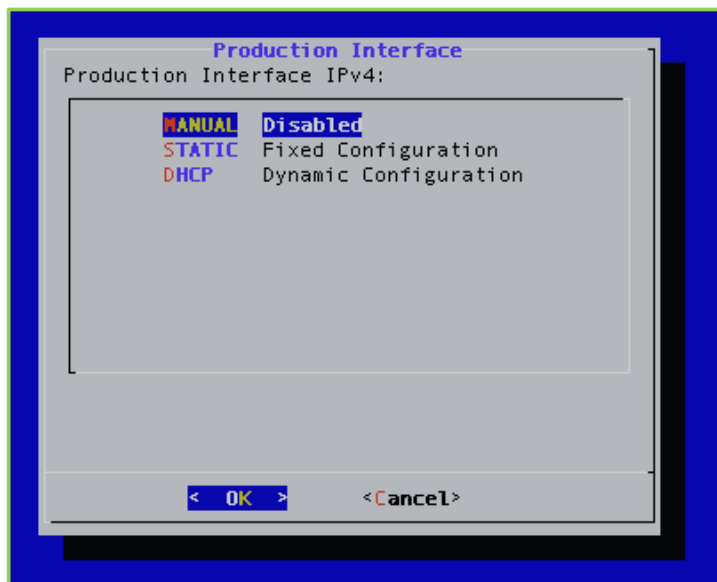 Production Interface
Production Interface IPv4:
MANUAL Disabled
STATIC Fixed Configuration
DHCP Dynamic Configuration
< OK > <Cancel>